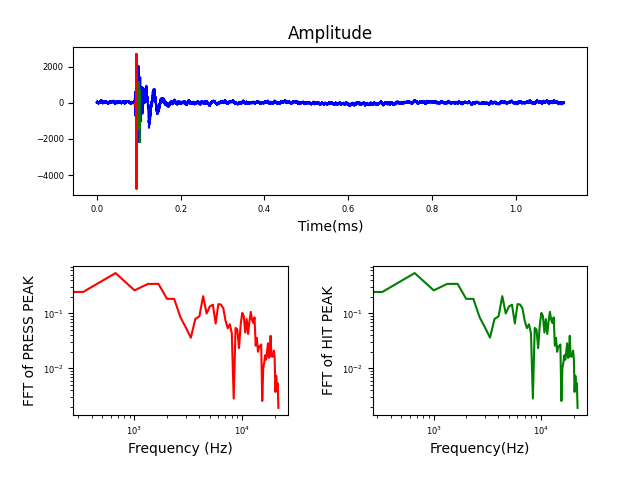 Amplitude
2000
0
−2000
−4000
0.0 0.2 0.4 0.6 0.8 1.0
Time(ms)
FFT of PRESS PEAK
10⁻¹
10⁻²
10³ 10⁴
Frequency (Hz)
FFT of HIT PEAK
10⁻¹
10⁻²
10³ 10⁴
Frequency(Hz)